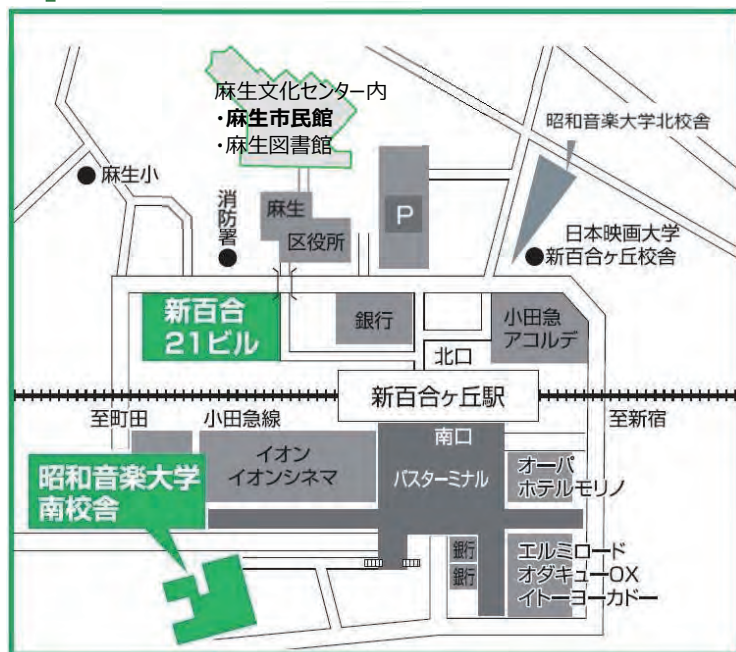 麻生文化センター内
・麻生市民館
・麻生図書館
昭和音楽大学北校舎
麻生小
消防署
麻生
区役所
P
日本映画大学
新百合ヶ丘校舎
新百合
21ビル
銀行
小田急
アコルデ
北口
新百合ヶ丘駅
至町田
小田急線
至新宿
南口
イオン
イオンシネマ
バスターミナル
オーパ
ホテルモリノ
昭和音楽大学
南校舎
銀行
銀行
エルミロード
オダキューOX
イトーヨーカドー